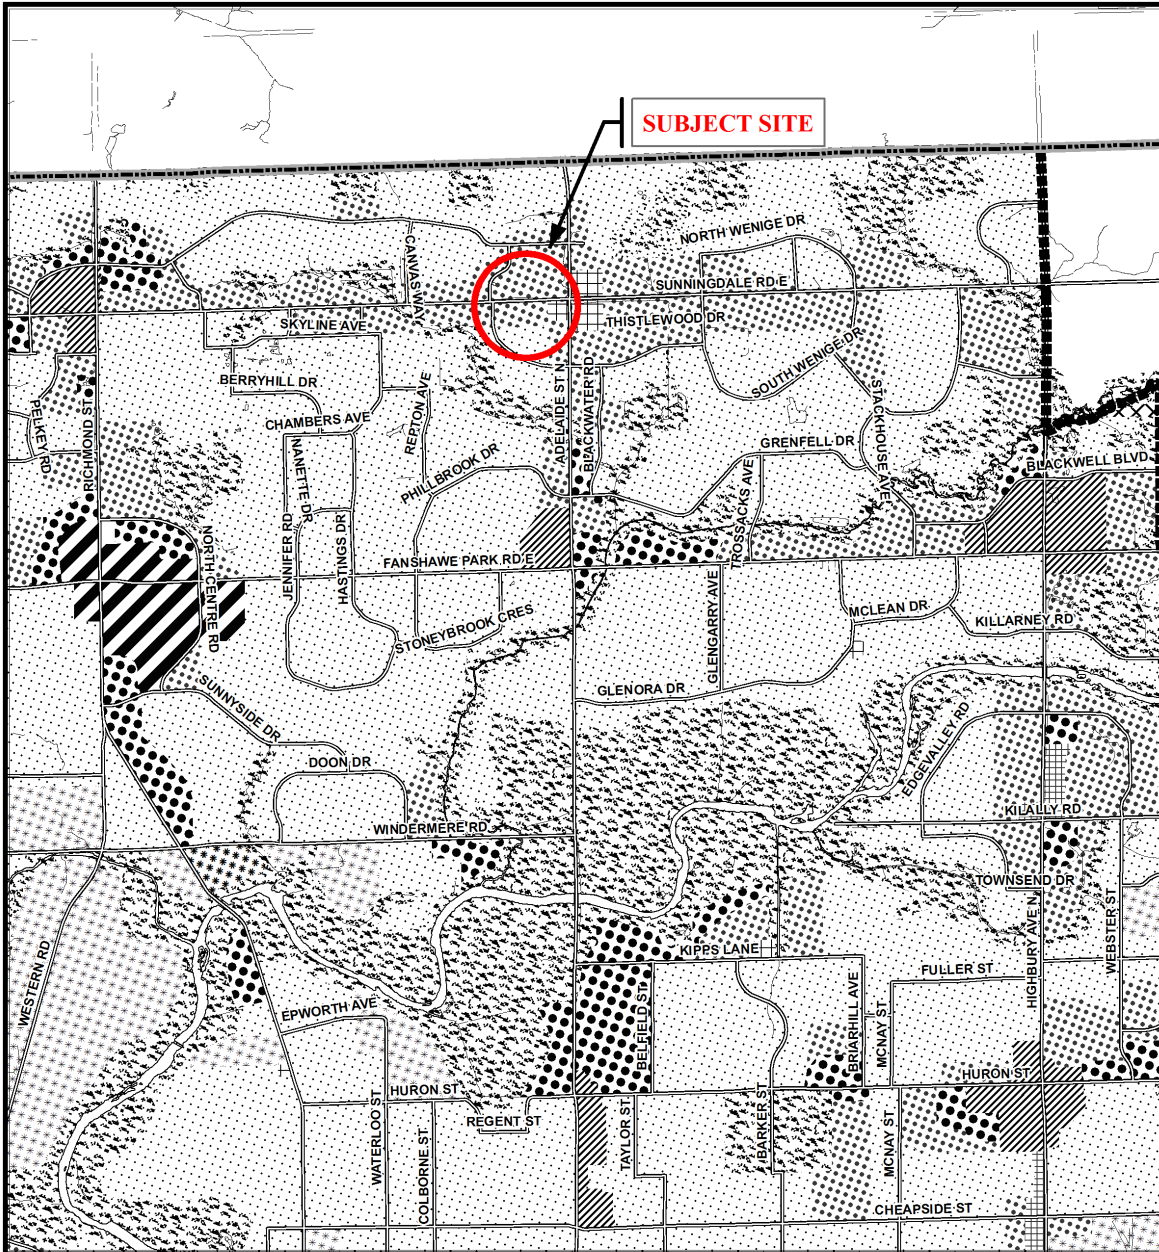 SUBJECT SITE
NORTH WENIGE DR
CANVAS WAY
SUNNINGDALE RD E
THISTLEWOOD DR
SKYLINE AVE
SOUTH WENIGE DR
BERRYHILL DR
REPTON AVE
ADELAIDE ST N
BLACKWATER RD
STACKHOUSE AVE
PELKEY RD
RICHMOND ST
CHAMBERS AVE
NANETTE DR
PHILLBROOK DR
GRENFELL DR
BLACKWELL BLVD
TROSSACKS AVE
JENNIFER RD
HASTINGS DR
NORTH CENTRE RD
FANSHAWE PARK RD E
GLENGARRY AVE
MCLEAN DR
STONEYBROOK CRES
KILLARNEY RD
SUNNYSIDE DR
GLENORA DR
EDGEVALLEY RD
DOON DR
KILALLY RD
WINDERMERE RD
TOWNSEND DR
HIGHBURY AVE N
WEBSTER ST
WESTERN RD
KIPPS LANE
FULLER ST
EPWORTH AVE
BELFIELD ST
BRIARHILL AVE
MCNAY ST
HURON ST
HURON ST
REGENT ST
WATERLOO ST
COLBORNE ST
TAYLOR ST
BARKER ST
MCNAY ST
CHEAPSIDE ST